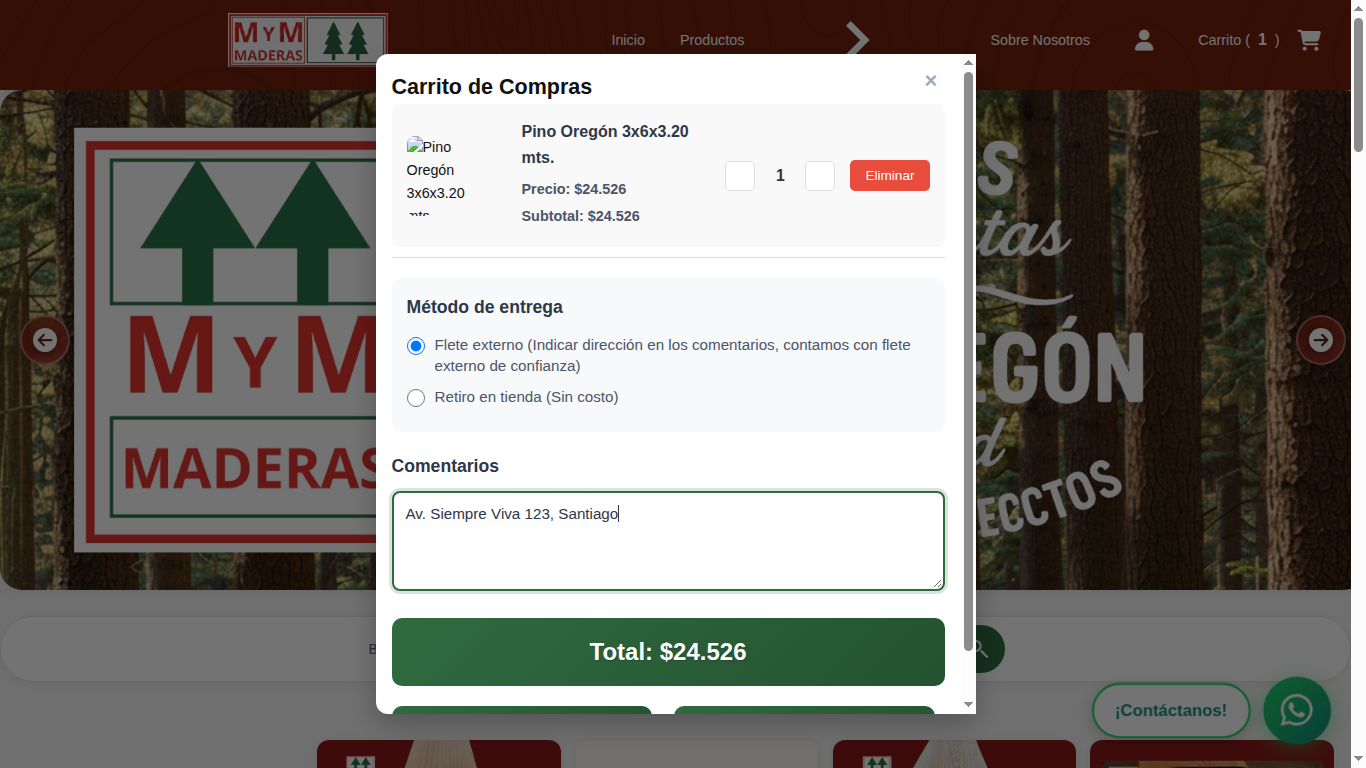 MYM
MADERAS
Inicio
Productos
Sobre Nosotros
Carrito ( 1 )
Carrito de Compras
×
Pino
Oregón
3x6x3.20
mts.
Pino Oregón 3x6x3.20
mts.
Precio: $24.526
Subtotal: $24.526
1
Eliminar
Método de entrega
Flete externo (Indicar dirección en los comentarios, contamos con flete
externo de confianza)
Retiro en tienda (Sin costo)
Comentarios
Av. Siempre Viva 123, Santiago
Total: $24.526
MYM
MADERAS
¡Contáctanos!